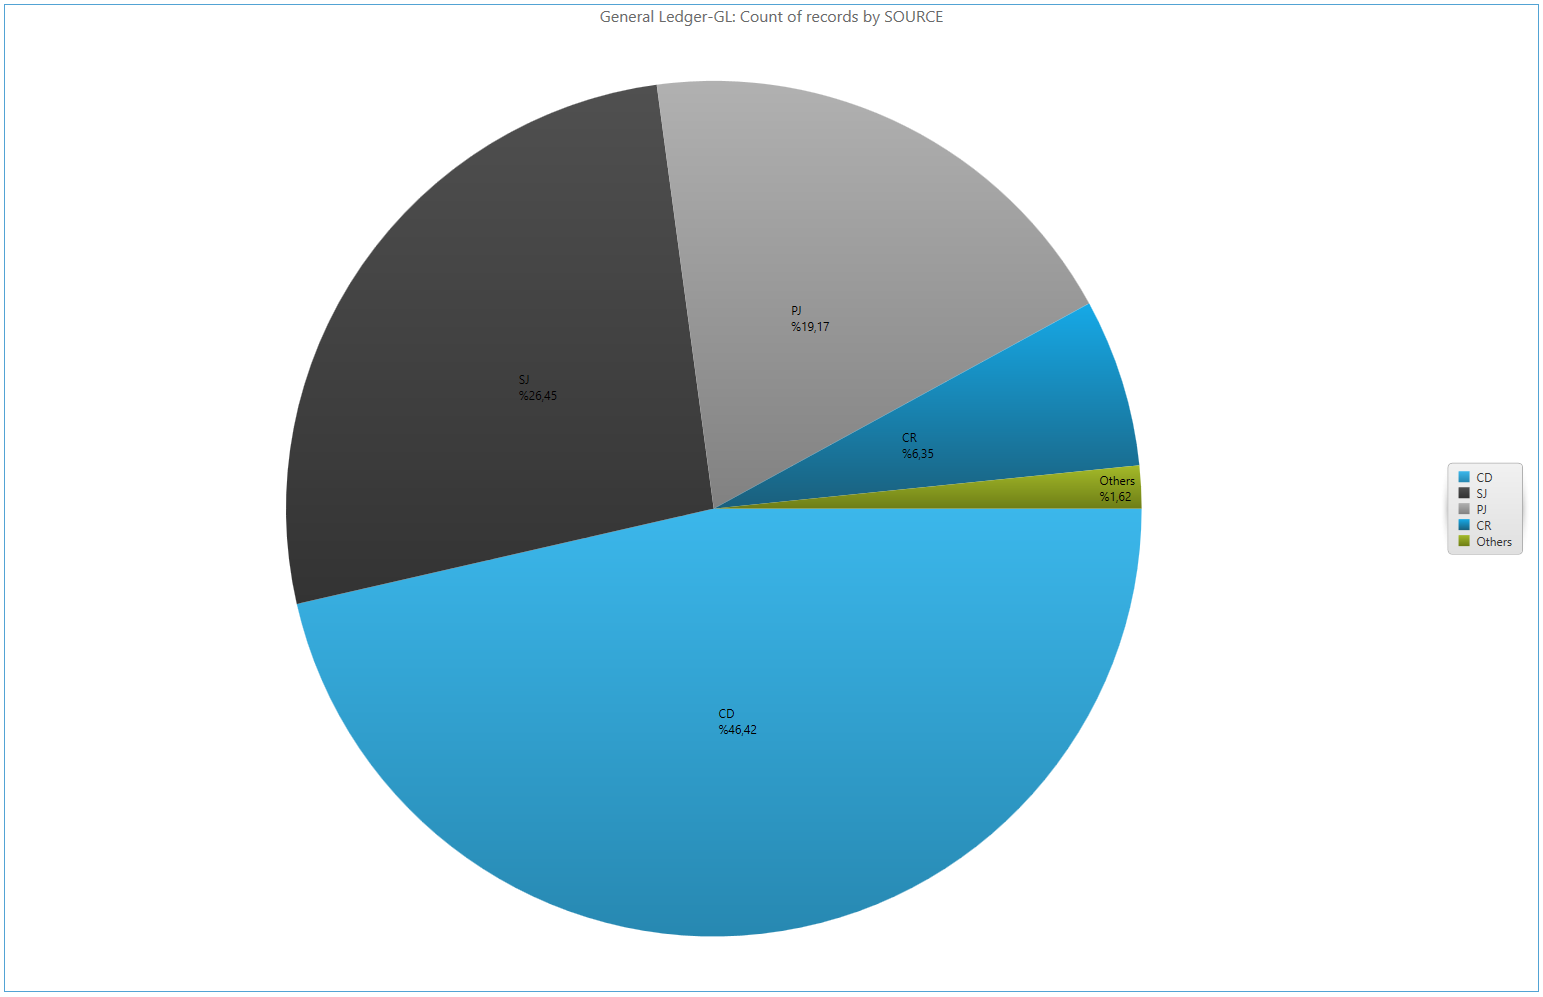 General Ledger-GL: Count of records by SOURCE
PJ
%19,17
SJ
%26,45
CR
%6,35
Others
%1,62
CD
%46,42
CD
SJ
PJ
CR
Others